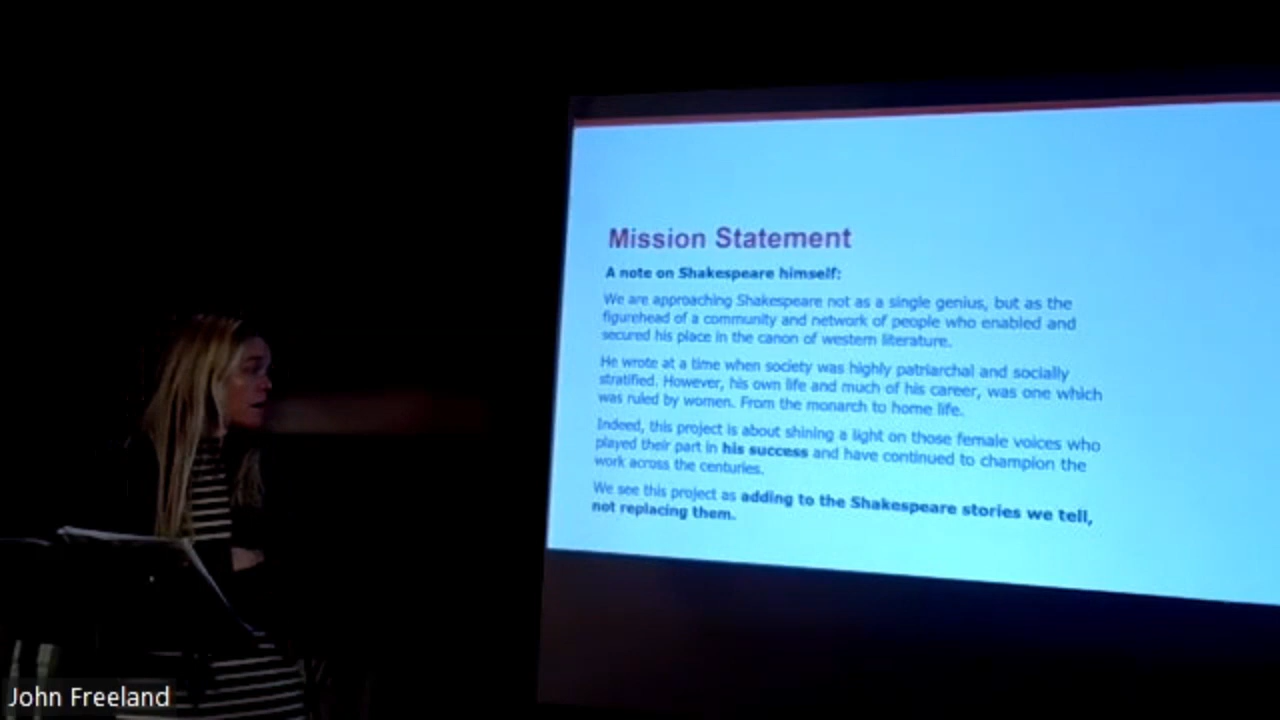 Mission Statement
A note on Shakespeare himself:
We are approaching Shakespeare not as a single genius, but as the
figurehead of a community and network of people who enabled and
secured his place in the canon of western literature.
He wrote at a time when society was highly patriarchal and socially
stratified. However, his own life and much of his career, was one which
was ruled by women. From the monarch to home life.
Indeed, this project is about shining a light on those female voices who
played their part in his success and have continued to champion the
work across the centuries.
We see this project as adding to the Shakespeare stories we tell,
not replacing them.
John Freeland